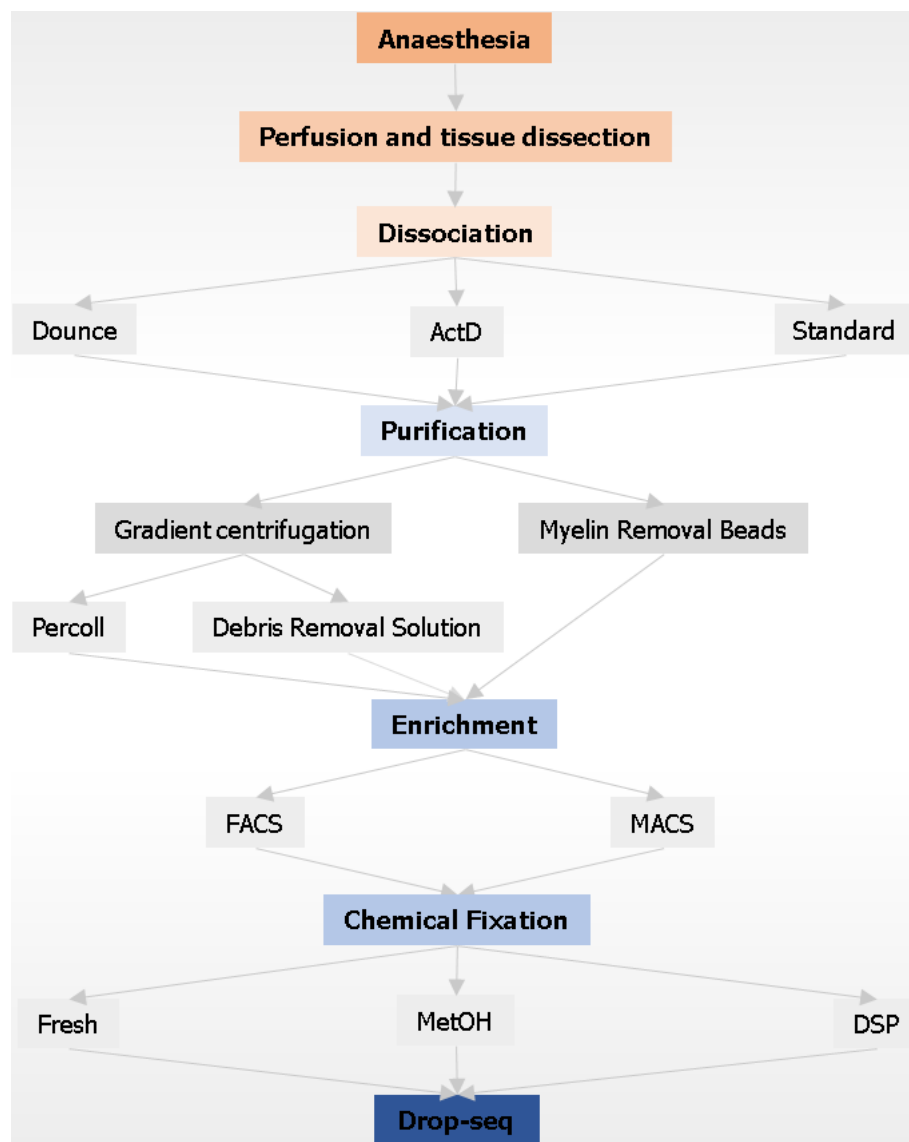 Anaesthesia
Perfusion and tissue dissection
Dissociation
Dounce
ActD
Standard
Purification
Gradient centrifugation
Myelin Removal Beads
Percoll
Debris Removal Solution
Enrichment
FACS
MACS
Chemical Fixation
Fresh
MetOH
DSP
Drop-seq